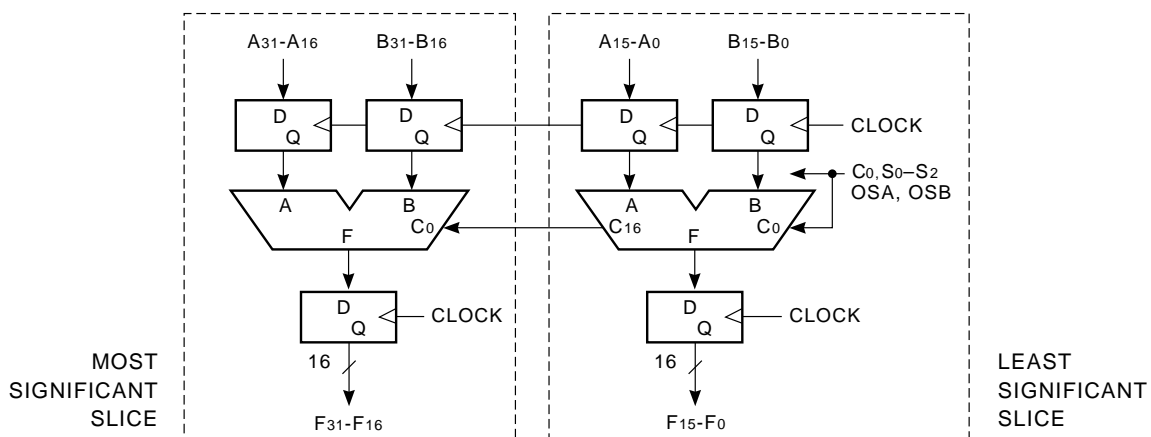 A31-A16 B31-B16 A15-A0 B15-B0
D D D D CLOCK
Q Q Q Q
C0, S0–S2
OSA, OSB
A B A B
C0 C16 C0
F F
D D
Q CLOCK Q CLOCK
16 16
MOST
SIGNIFICANT
SLICE
LEAST
SIGNIFICANT
SLICE
F31-F16 F15-F0